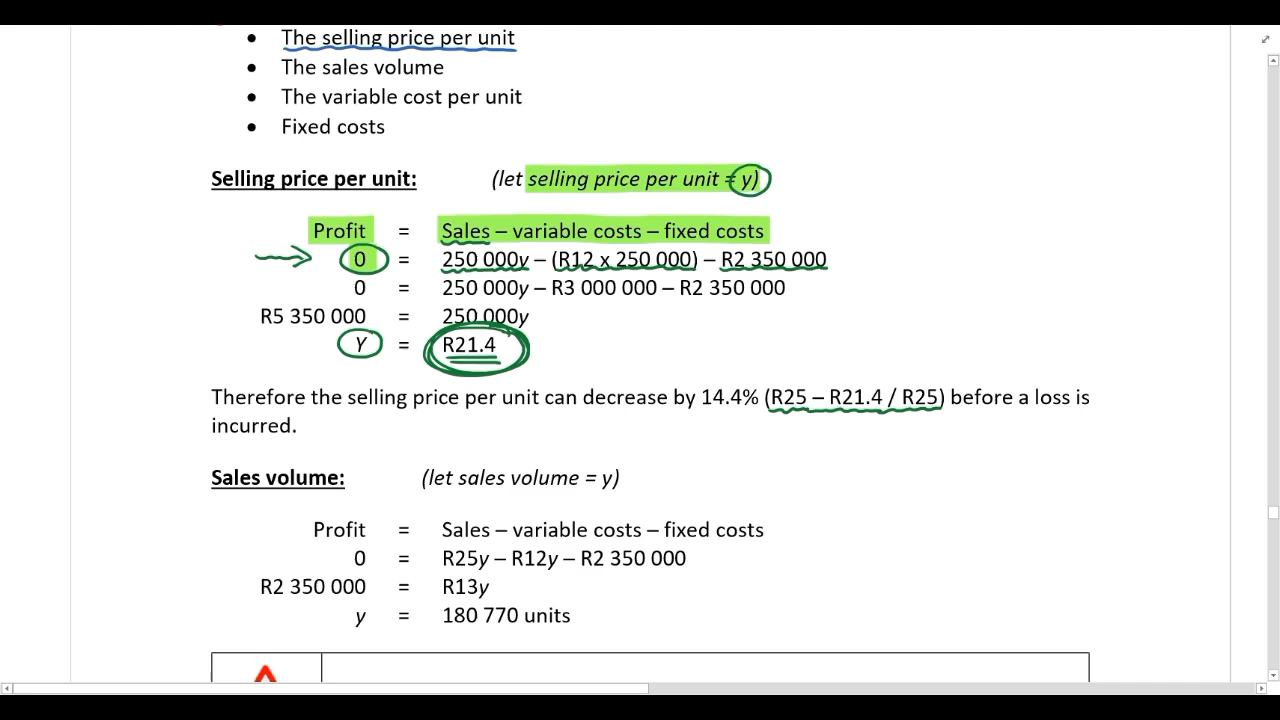 • The selling price per unit
• The sales volume
• The variable cost per unit
• Fixed costs
Selling price per unit: (let selling price per unit = y)
Profit = Sales – variable costs – fixed costs
0 = 250 000y – (R12 x 250 000) – R2 350 000
0 = 250 000y – R3 000 000 – R2 350 000
R5 350 000 = 250 000y
Y = R21.4
Therefore the selling price per unit can decrease by 14.4% (R25 – R21.4 / R25) before a loss is
incurred.
Sales volume: (let sales volume = y)
Profit = Sales – variable costs – fixed costs
0 = R25y – R12y – R2 350 000
R2 350 000 = R13y
y = 180 770 units